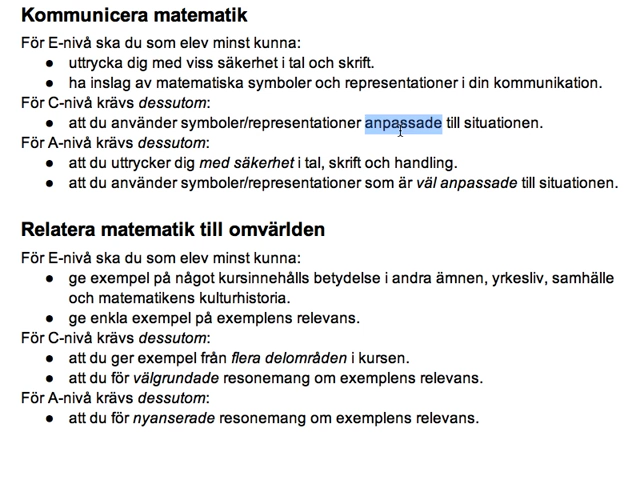 Kommunicera matematik
För E-nivå ska du som elev minst kunna:
● uttrycka dig med viss säkerhet i tal och skrift.
● ha inslag av matematiska symboler och representationer i din kommunikation.
För C-nivå krävs dessutom:
● att du använder symboler/representationer anpassade till situationen.
För A-nivå krävs dessutom:
● att du uttrycker dig med säkerhet i tal, skrift och handling.
● att du använder symboler/representationer som är väl anpassade till situationen.
Relatera matematik till omvärlden
För E-nivå ska du som elev minst kunna:
● ge exempel på något kursinnehålls betydelse i andra ämnen, yrkesliv, samhälle
och matematikens kulturhistoria.
● ge enkla exempel på exemplens relevans.
För C-nivå krävs dessutom:
● att du ger exempel från flera delområden i kursen.
● att du för välgrundade resonemang om exemplens relevans.
För A-nivå krävs dessutom:
● att du för nyanserade resonemang om exemplens relevans.